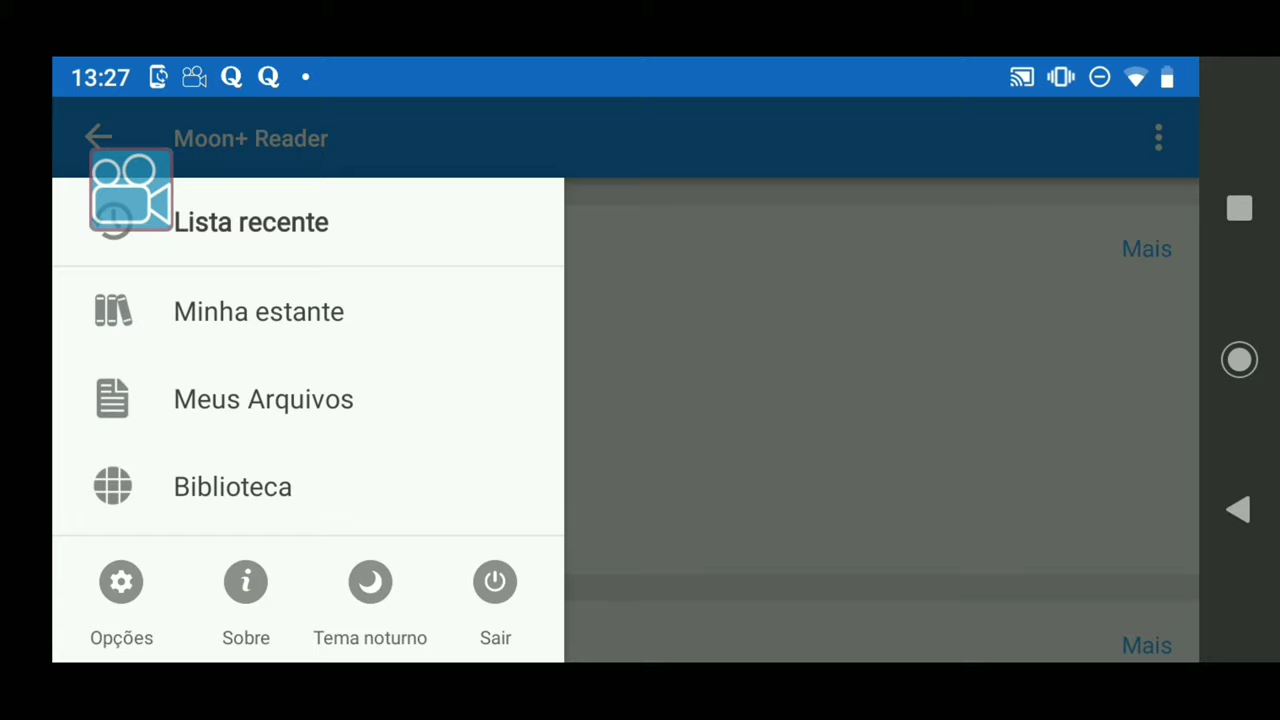 13:27 Q Q
Moon+ Reader
Lista recente
Mais
Minha estante
Meus Arquivos
Biblioteca
Opções Sobre Tema noturno Sair
Mais